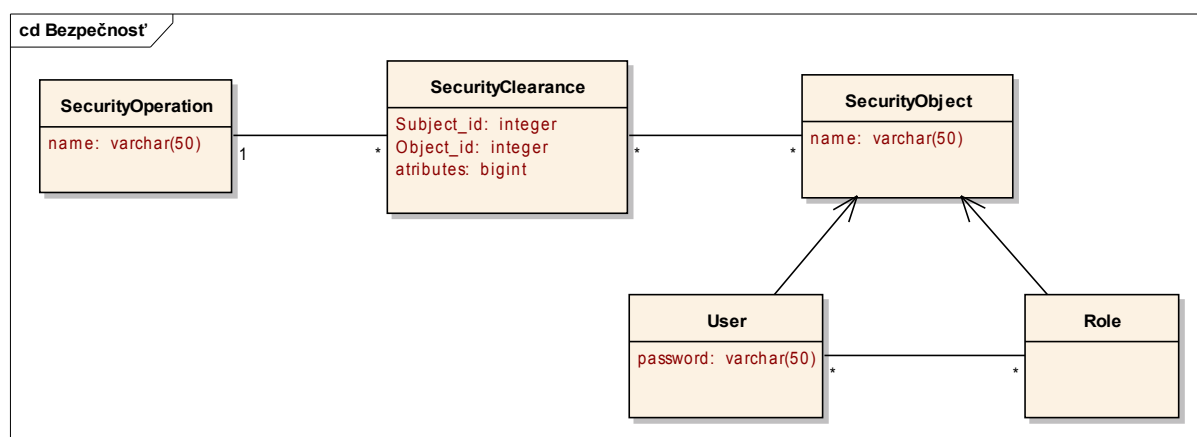 cd Bezpečnosť
SecurityOperation
name: varchar(50)
1
*
SecurityClearance
Subject_id: integer
Object_id: integer
atributes: bigint
*
*
SecurityObject
name: varchar(50)
User
password: varchar(50)
*
*
Role